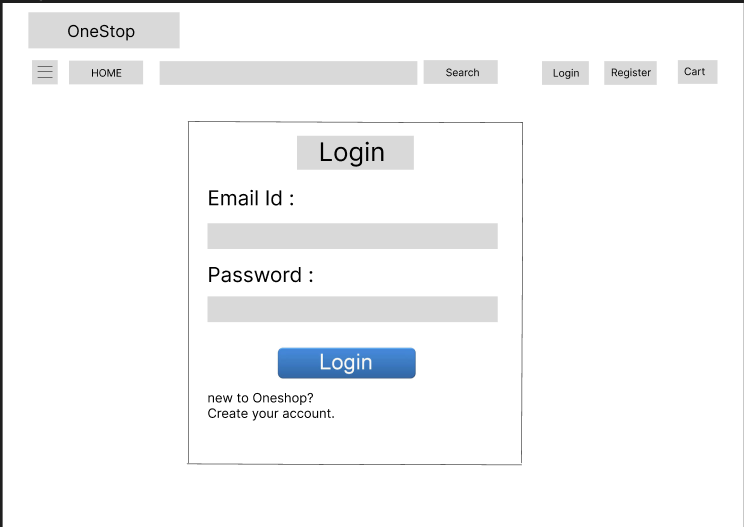 OneStop
HOME
Search
Login
Register
Cart
Login
Email Id :
Password :
Login
new to Oneshop?
Create your account.